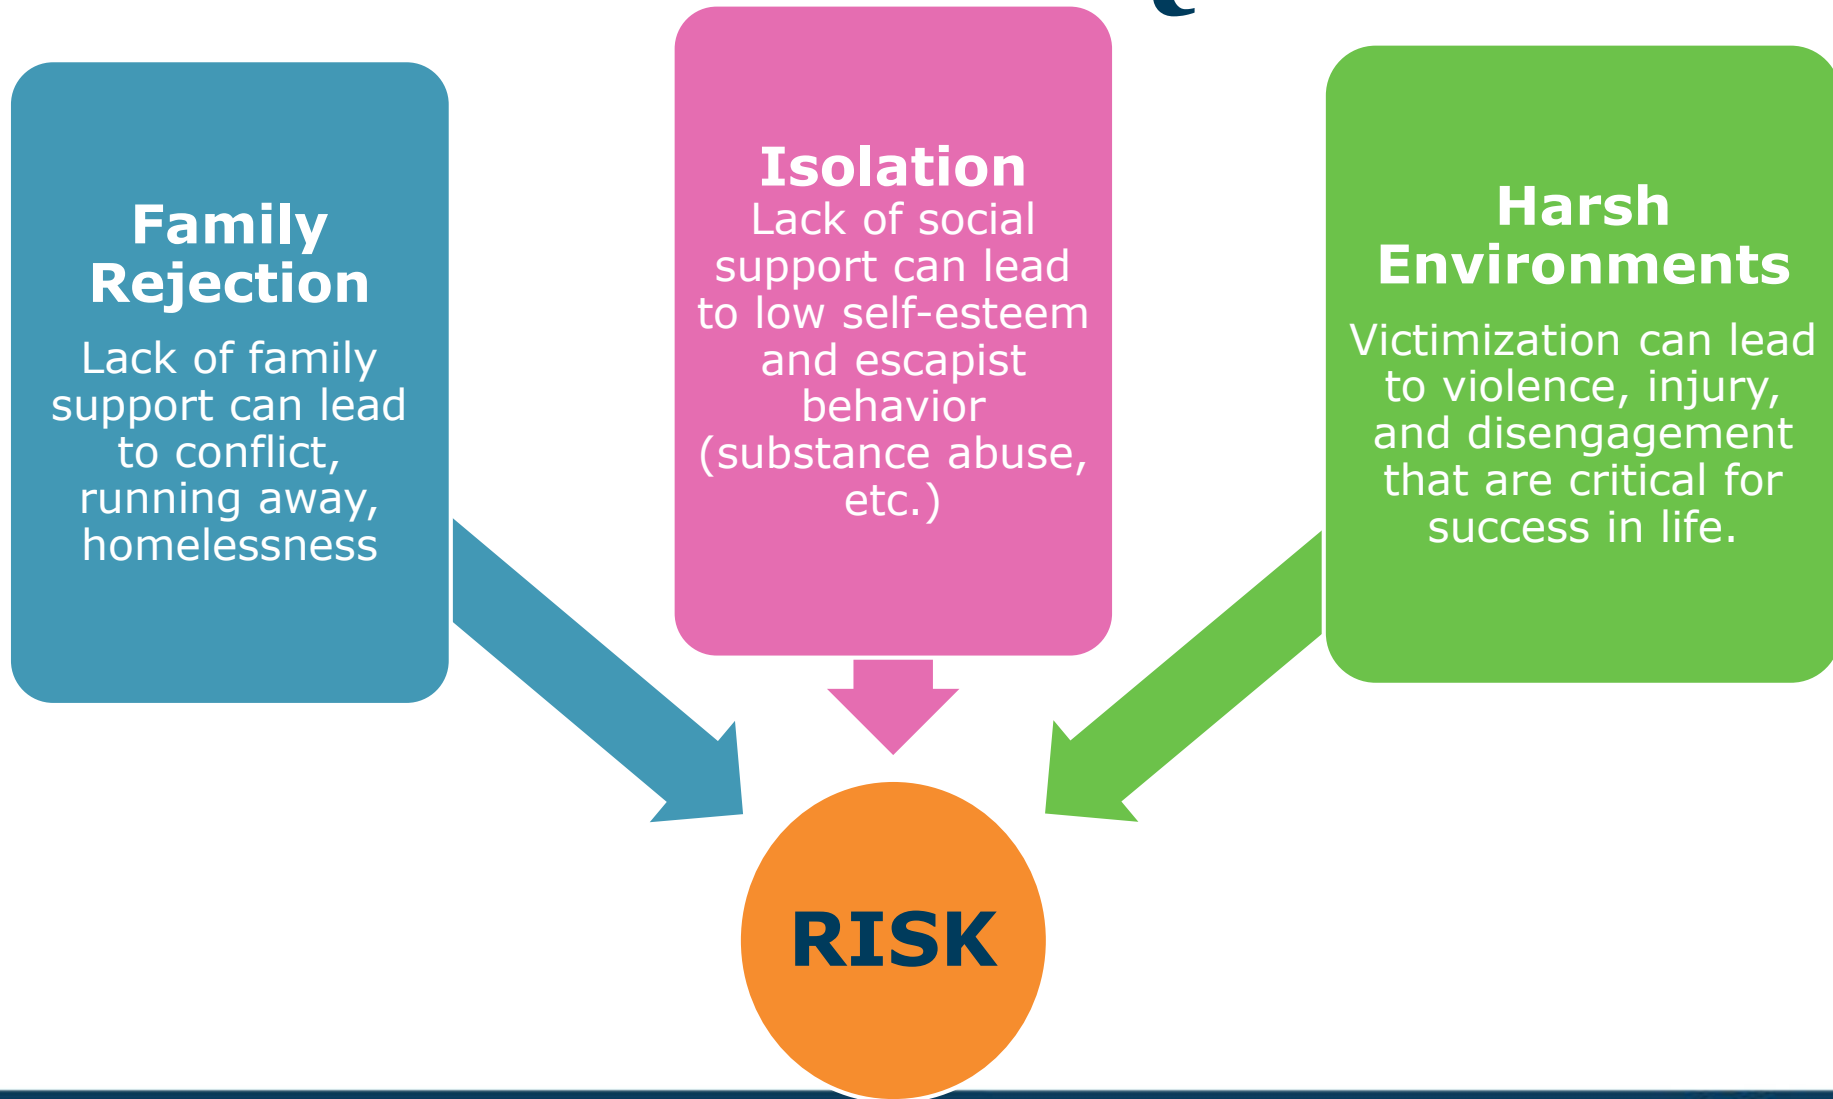 Family
Rejection
Lack of family
support can lead
to conflict,
running away,
homelessness
Isolation
Lack of social
support can lead
to low self-esteem
and escapist
behavior
(substance abuse,
etc.)
Harsh
Environments
Victimization can lead
to violence, injury,
and disengagement
that are critical for
success in life.
RISK